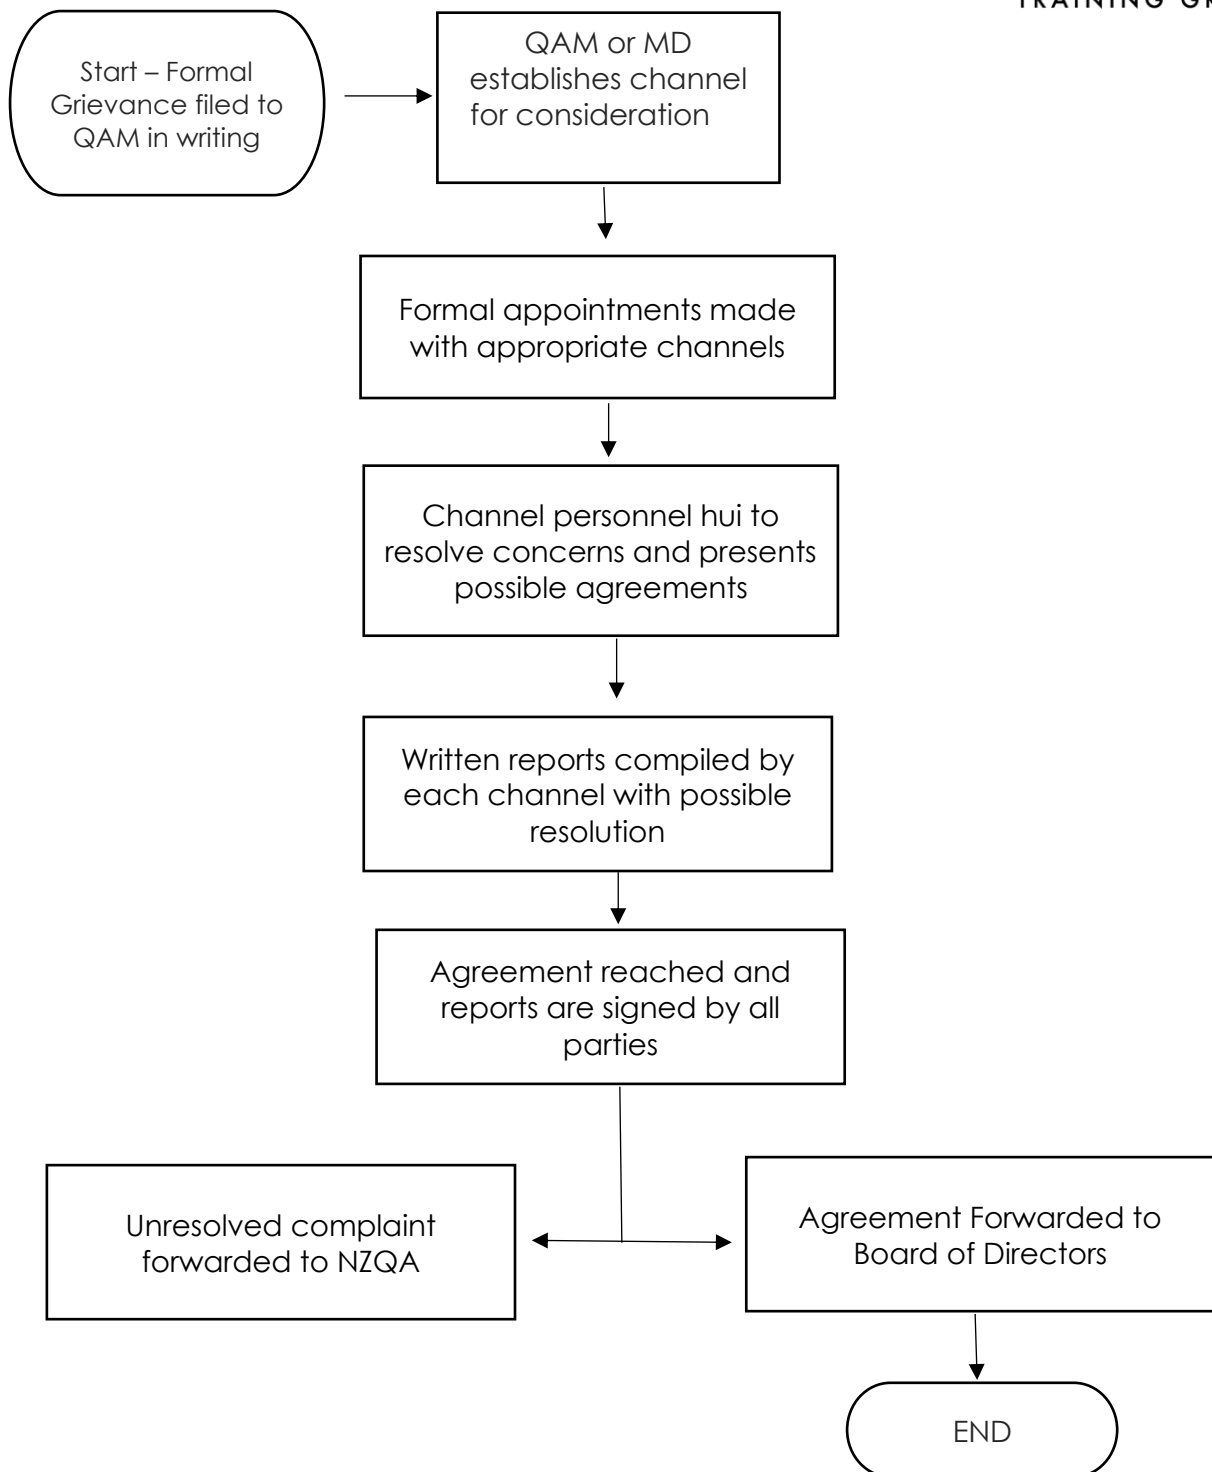 TRAINING GR
Start – Formal
Grievance filed to
QAM in writing
QAM or MD
establishes channel
for consideration
Formal appointments made
with appropriate channels
Channel personnel hui to
resolve concerns and presents
possible agreements
Written reports compiled by
each channel with possible
resolution
Agreement reached and
reports are signed by all
parties
Unresolved complaint
forwarded to NZQA
Agreement Forwarded to
Board of Directors
END